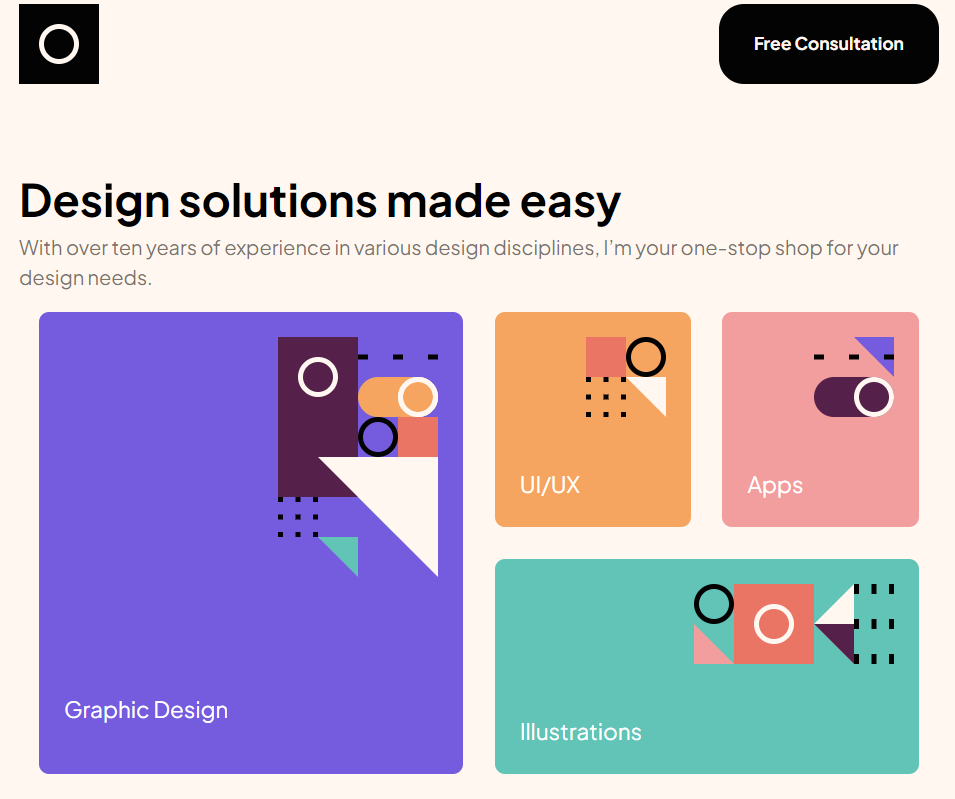 Free Consultation
Design solutions made easy
With over ten years of experience in various design disciplines, I’m your one-stop shop for your
design needs.
UI/UX
Apps
Graphic Design
Illustrations